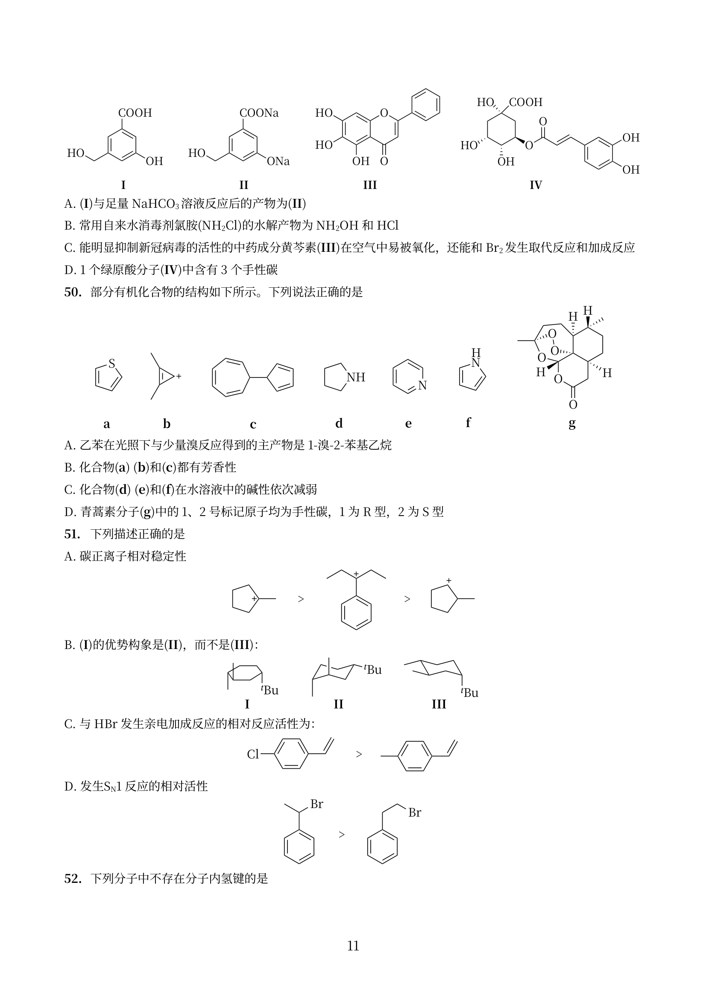 COOH
HO
OH
I
COONa
HO
ONa
II
HO
O
HO
OH
O
III
HO
COOH
O
HO
O
OH
OH
OH
IV
A. (I)与足量 NaHCO₃溶液反应后的产物为(II)
B. 常用自来水消毒剂氯胺(NH₂Cl)的水解产物为 NH₂OH 和 HCl
C. 能明显抑制新冠病毒的活性的中药成分黄芩素(III)在空气中易被氧化，还能和 Br₂发生取代反应和加成反应
D. 1 个绿原酸分子(IV)中含有 3 个手性碳
50. 部分有机化合物的结构如下所示。下列说法正确的是
S
a
+
b
c
NH
d
N
e
H
N
f
H
H
O
O
O
H
O
H
O
g
A. 乙苯在光照下与少量溴反应得到的主产物是 1-溴-2-苯基乙烷
B. 化合物(a) (b)和(c)都有芳香性
C. 化合物(d) (e)和(f)在水溶液中的碱性依次减弱
D. 青蒿素分子(g)中的 1、2 号标记原子均为手性碳，1 为 R 型，2 为 S 型
51. 下列描述正确的是
A. 碳正离子相对稳定性
+ > + > +
B. (I)的优势构象是(II)，而不是(III)：
ᵗBu
I
ᵗBu
II
ᵗBu
III
C. 与 HBr 发生亲电加成反应的相对反应活性为：
Cl >
D. 发生Sₙ1 反应的相对活性
Br > Br
52. 下列分子中不存在分子内氢键的是
11